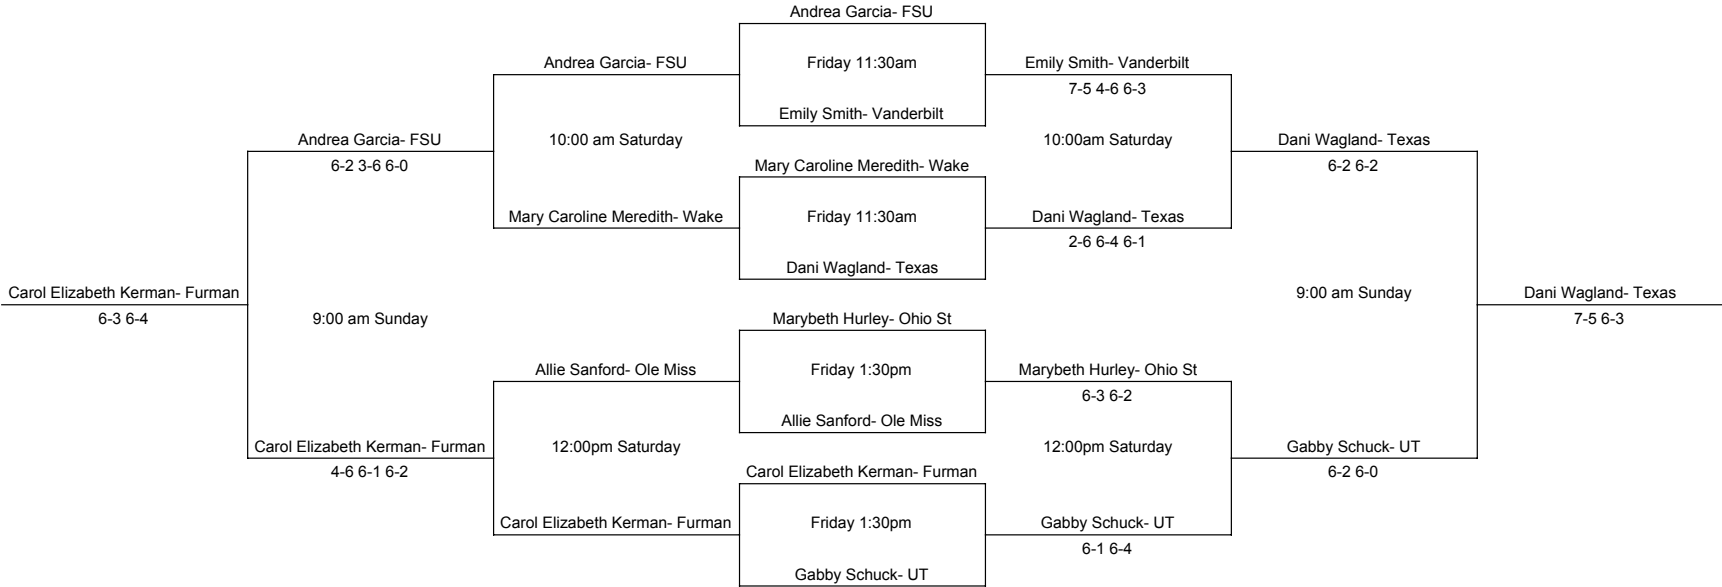 Andrea Garcia- FSU
Andrea Garcia- FSU
Friday 11:30am
Emily Smith- Vanderbilt
7-5 4-6 6-3
Emily Smith- Vanderbilt
Andrea Garcia- FSU
10:00 am Saturday
10:00am Saturday
Dani Wagland- Texas
6-2 3-6 6-0
Mary Caroline Meredith- Wake
6-2 6-2
Mary Caroline Meredith- Wake
Friday 11:30am
Dani Wagland- Texas
2-6 6-4 6-1
Dani Wagland- Texas
Carol Elizabeth Kerman- Furman
9:00 am Sunday
Dani Wagland- Texas
6-3 6-4
9:00 am Sunday
Marybeth Hurley- Ohio St
7-5 6-3
Allie Sanford- Ole Miss
Friday 1:30pm
Marybeth Hurley- Ohio St
6-3 6-2
Allie Sanford- Ole Miss
Carol Elizabeth Kerman- Furman
12:00pm Saturday
12:00pm Saturday
Gabby Schuck- UT
4-6 6-1 6-2
Carol Elizabeth Kerman- Furman
6-2 6-0
Carol Elizabeth Kerman- Furman
Friday 1:30pm
Gabby Schuck- UT
6-1 6-4
Gabby Schuck- UT